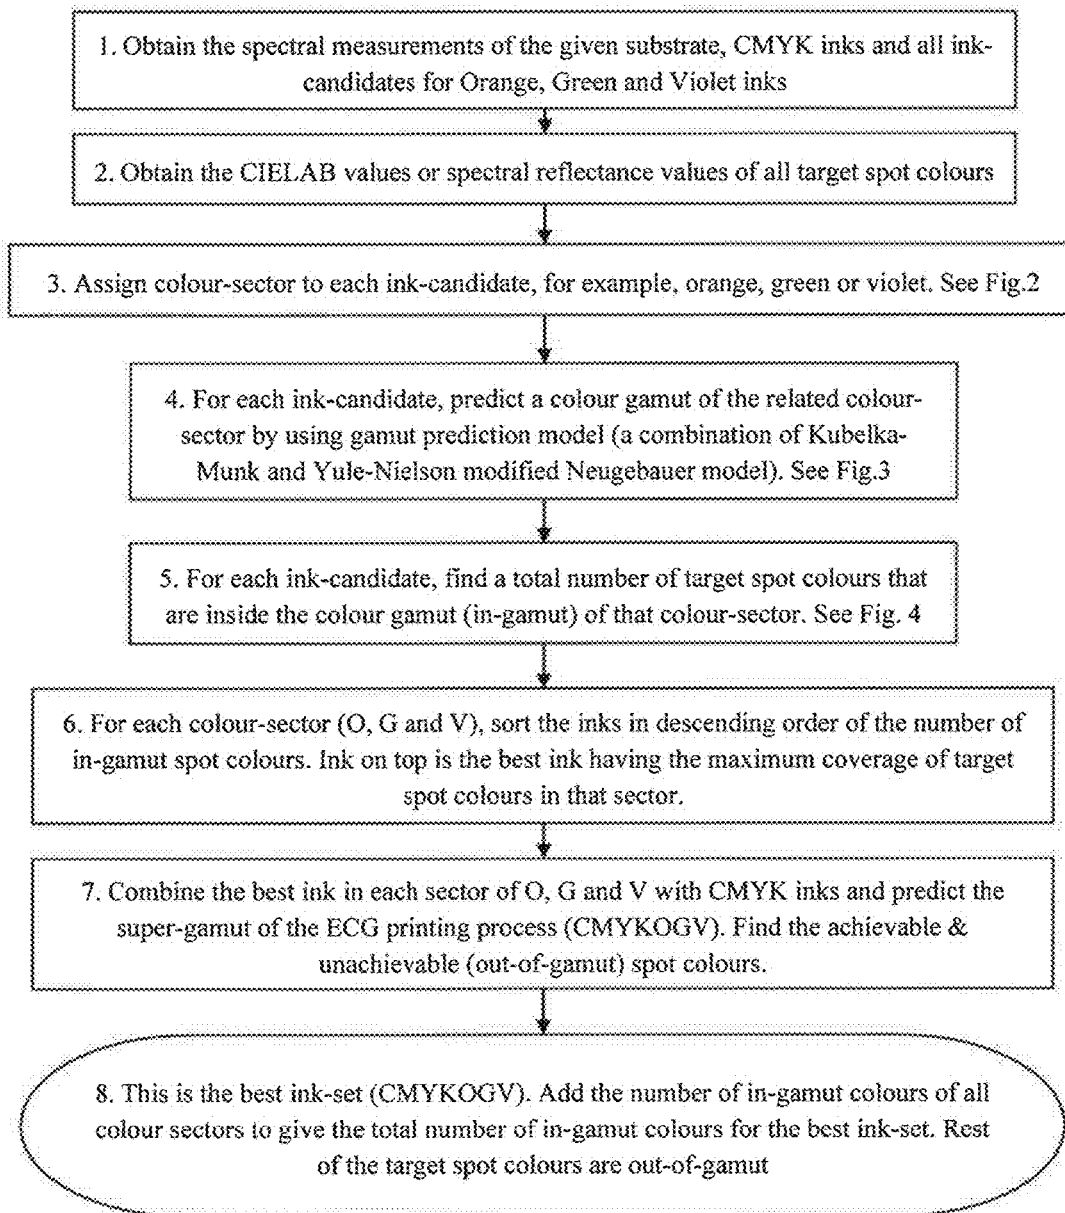 1. Obtain the spectral measurements of the given substrate, CMYK inks and all ink-
candidates for Orange, Green and Violet inks
2. Obtain the CIELAB values or spectral reflectance values of all target spot colours
3. Assign colour-sector to each ink-candidate, for example, orange, green or violet. See Fig.2
4. For each ink-candidate, predict a colour gamut of the related colour-
sector by using gamut prediction model (a combination of Kubelka-
Munk and Yule-Nielson modified Neugebauer model). See Fig.3
5. For each ink-candidate, find a total number of target spot colours that
are inside the colour gamut (in-gamut) of that colour-sector. See Fig. 4
6. For each colour-sector (O, G and V), sort the inks in descending order of the number of
in-gamut spot colours. Ink on top is the best ink having the maximum coverage of target
spot colours in that sector.
7. Combine the best ink in each sector of O, G and V with CMYK inks and predict the
super-gamut of the ECG printing process (CMYKOGV). Find the achievable &
unachievable (out-of-gamut) spot colours.
8. This is the best ink-set (CMYKOGV). Add the number of in-gamut colours of all
colour sectors to give the total number of in-gamut colours for the best ink-set. Rest
of the target spot colours are out-of-gamut